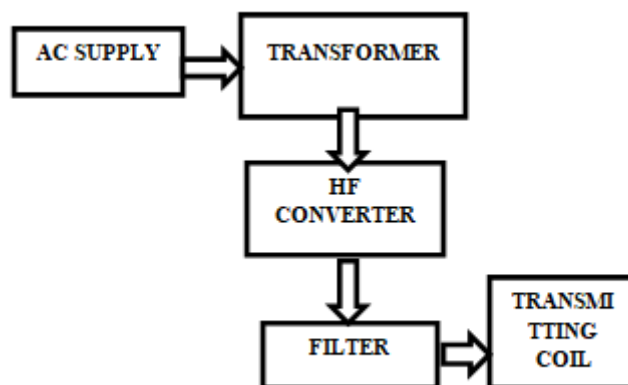 AC SUPPLY
TRANSFORMER
HF
CONVERTER
FILTER
TRANSMI
TTING
COIL